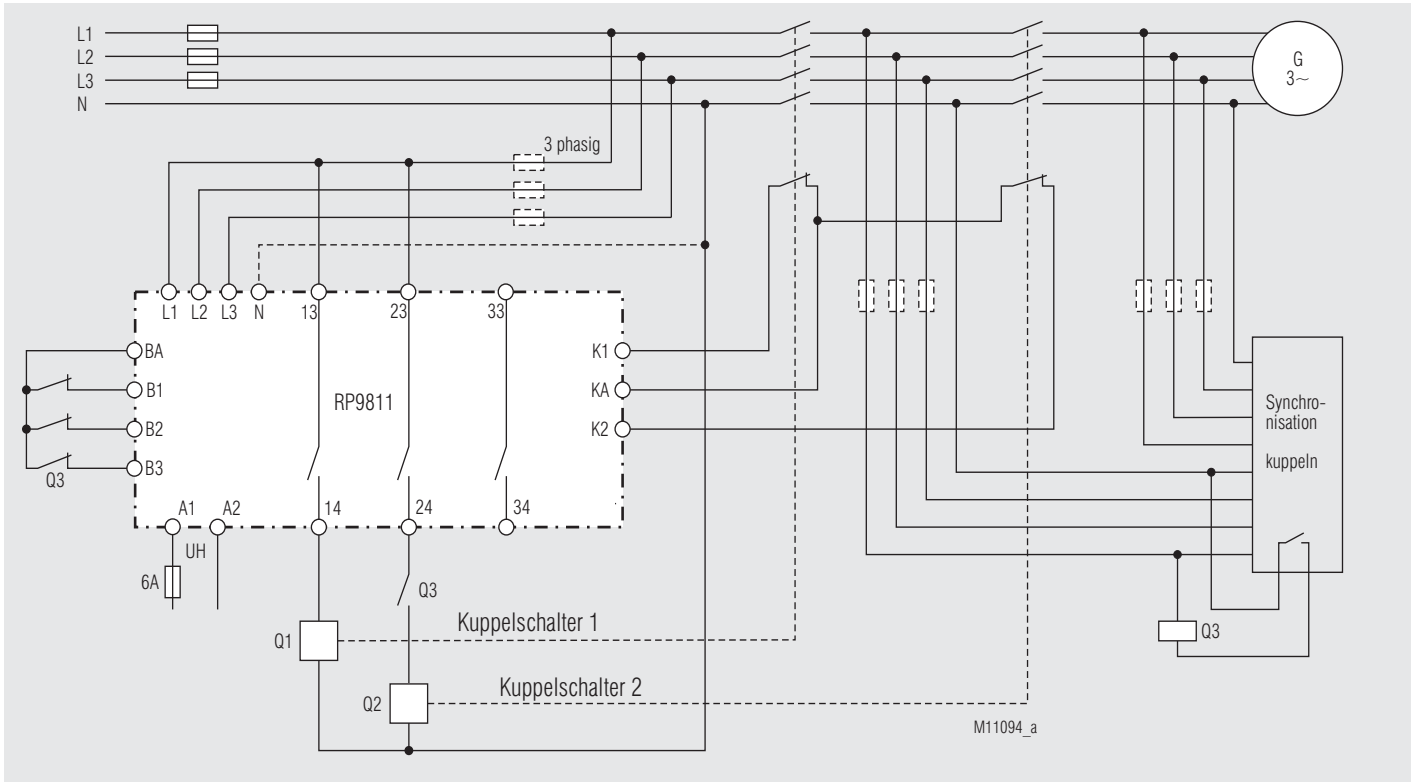 L1
L2
L3
N
G
3~
3 phasig
L1 L2 L3 N 13 23 33
BA
B1
B2
B3
Q3
RP9811
K1
KA
K2
A1 A2 14 24 34
UH
6A
Q3
Q1
Kuppelschalter 1
Q2
Kuppelschalter 2
Synchro-
nisation
kuppeln
Q3
M11094_a